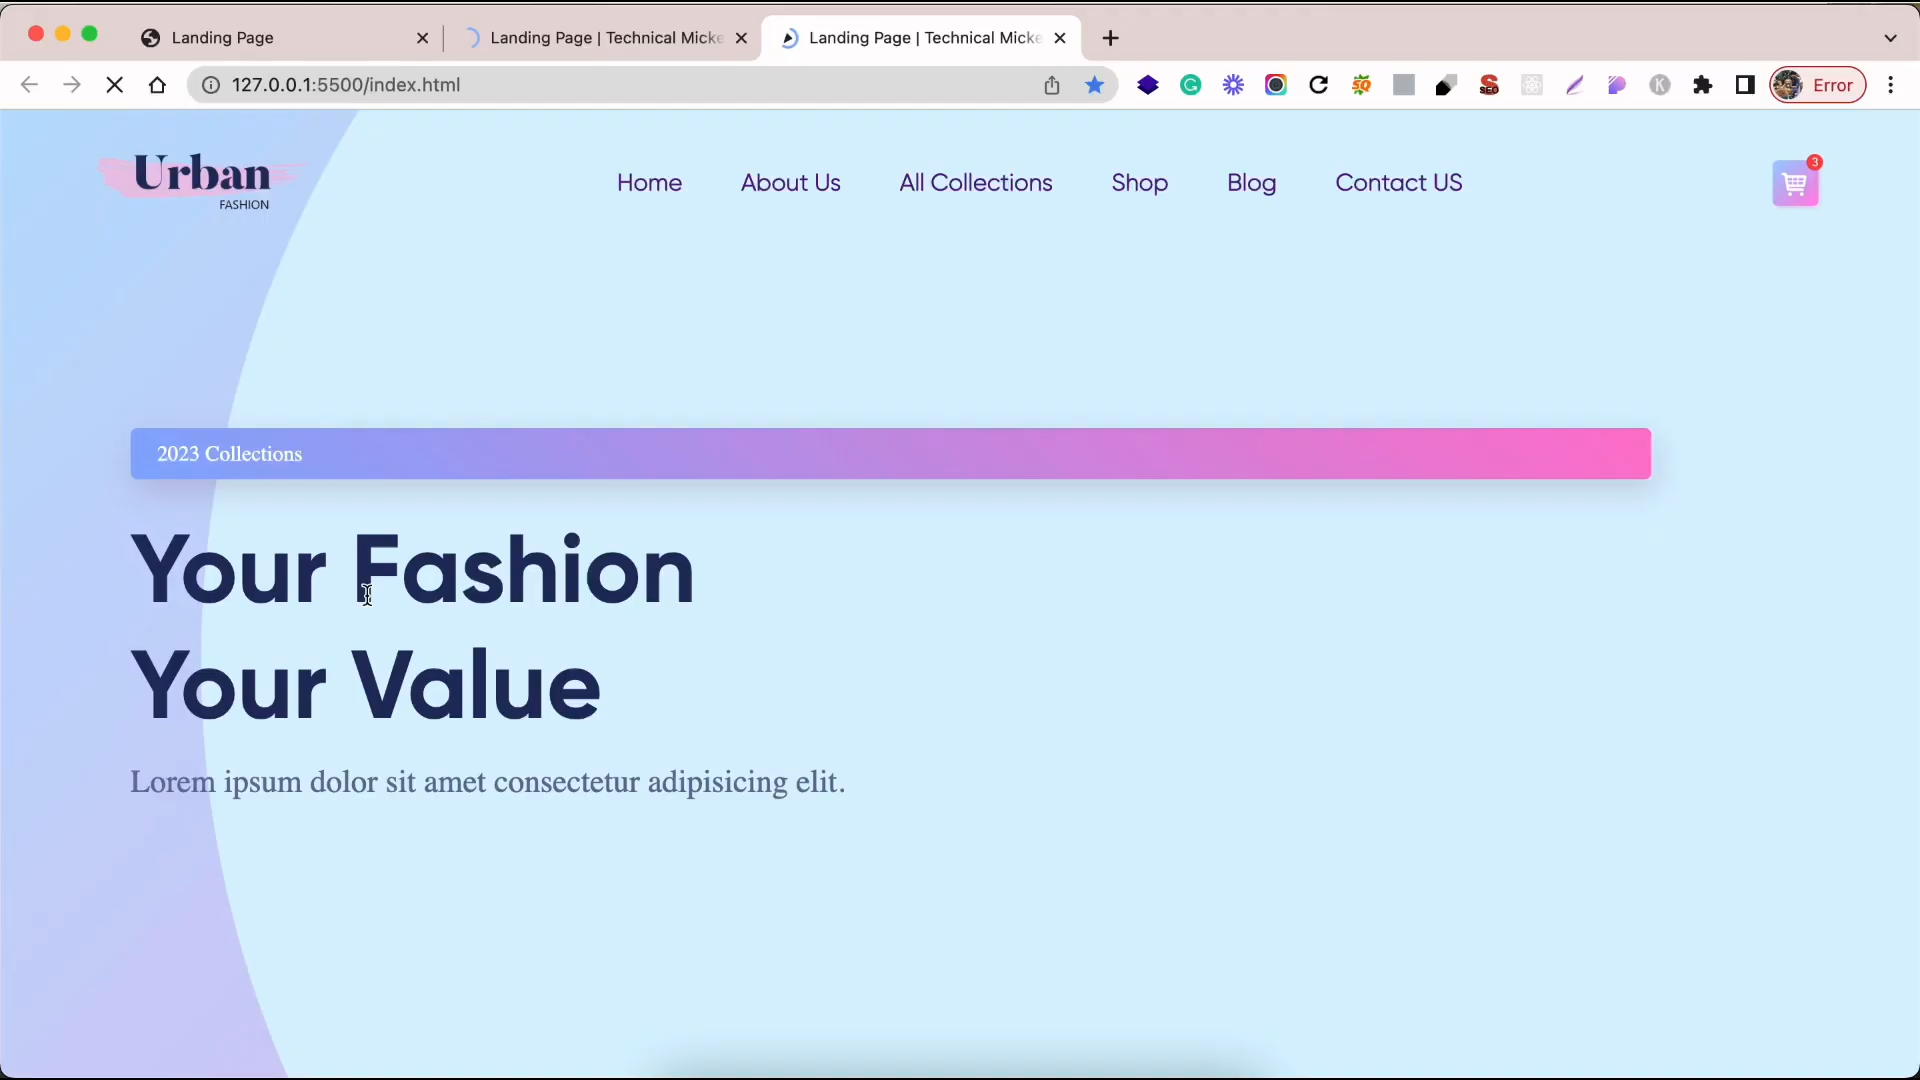 Landing Page
Landing Page | Technical Micke
Landing Page | Technical Micke
127.0.0.1:5500/index.html
SQ
SEO
K
Error
Urban
FASHION
Home
About Us
All Collections
Shop
Blog
Contact US
3
2023 Collections
Your Fashion
Your Value
Lorem ipsum dolor sit amet consectetur adipisicing elit.